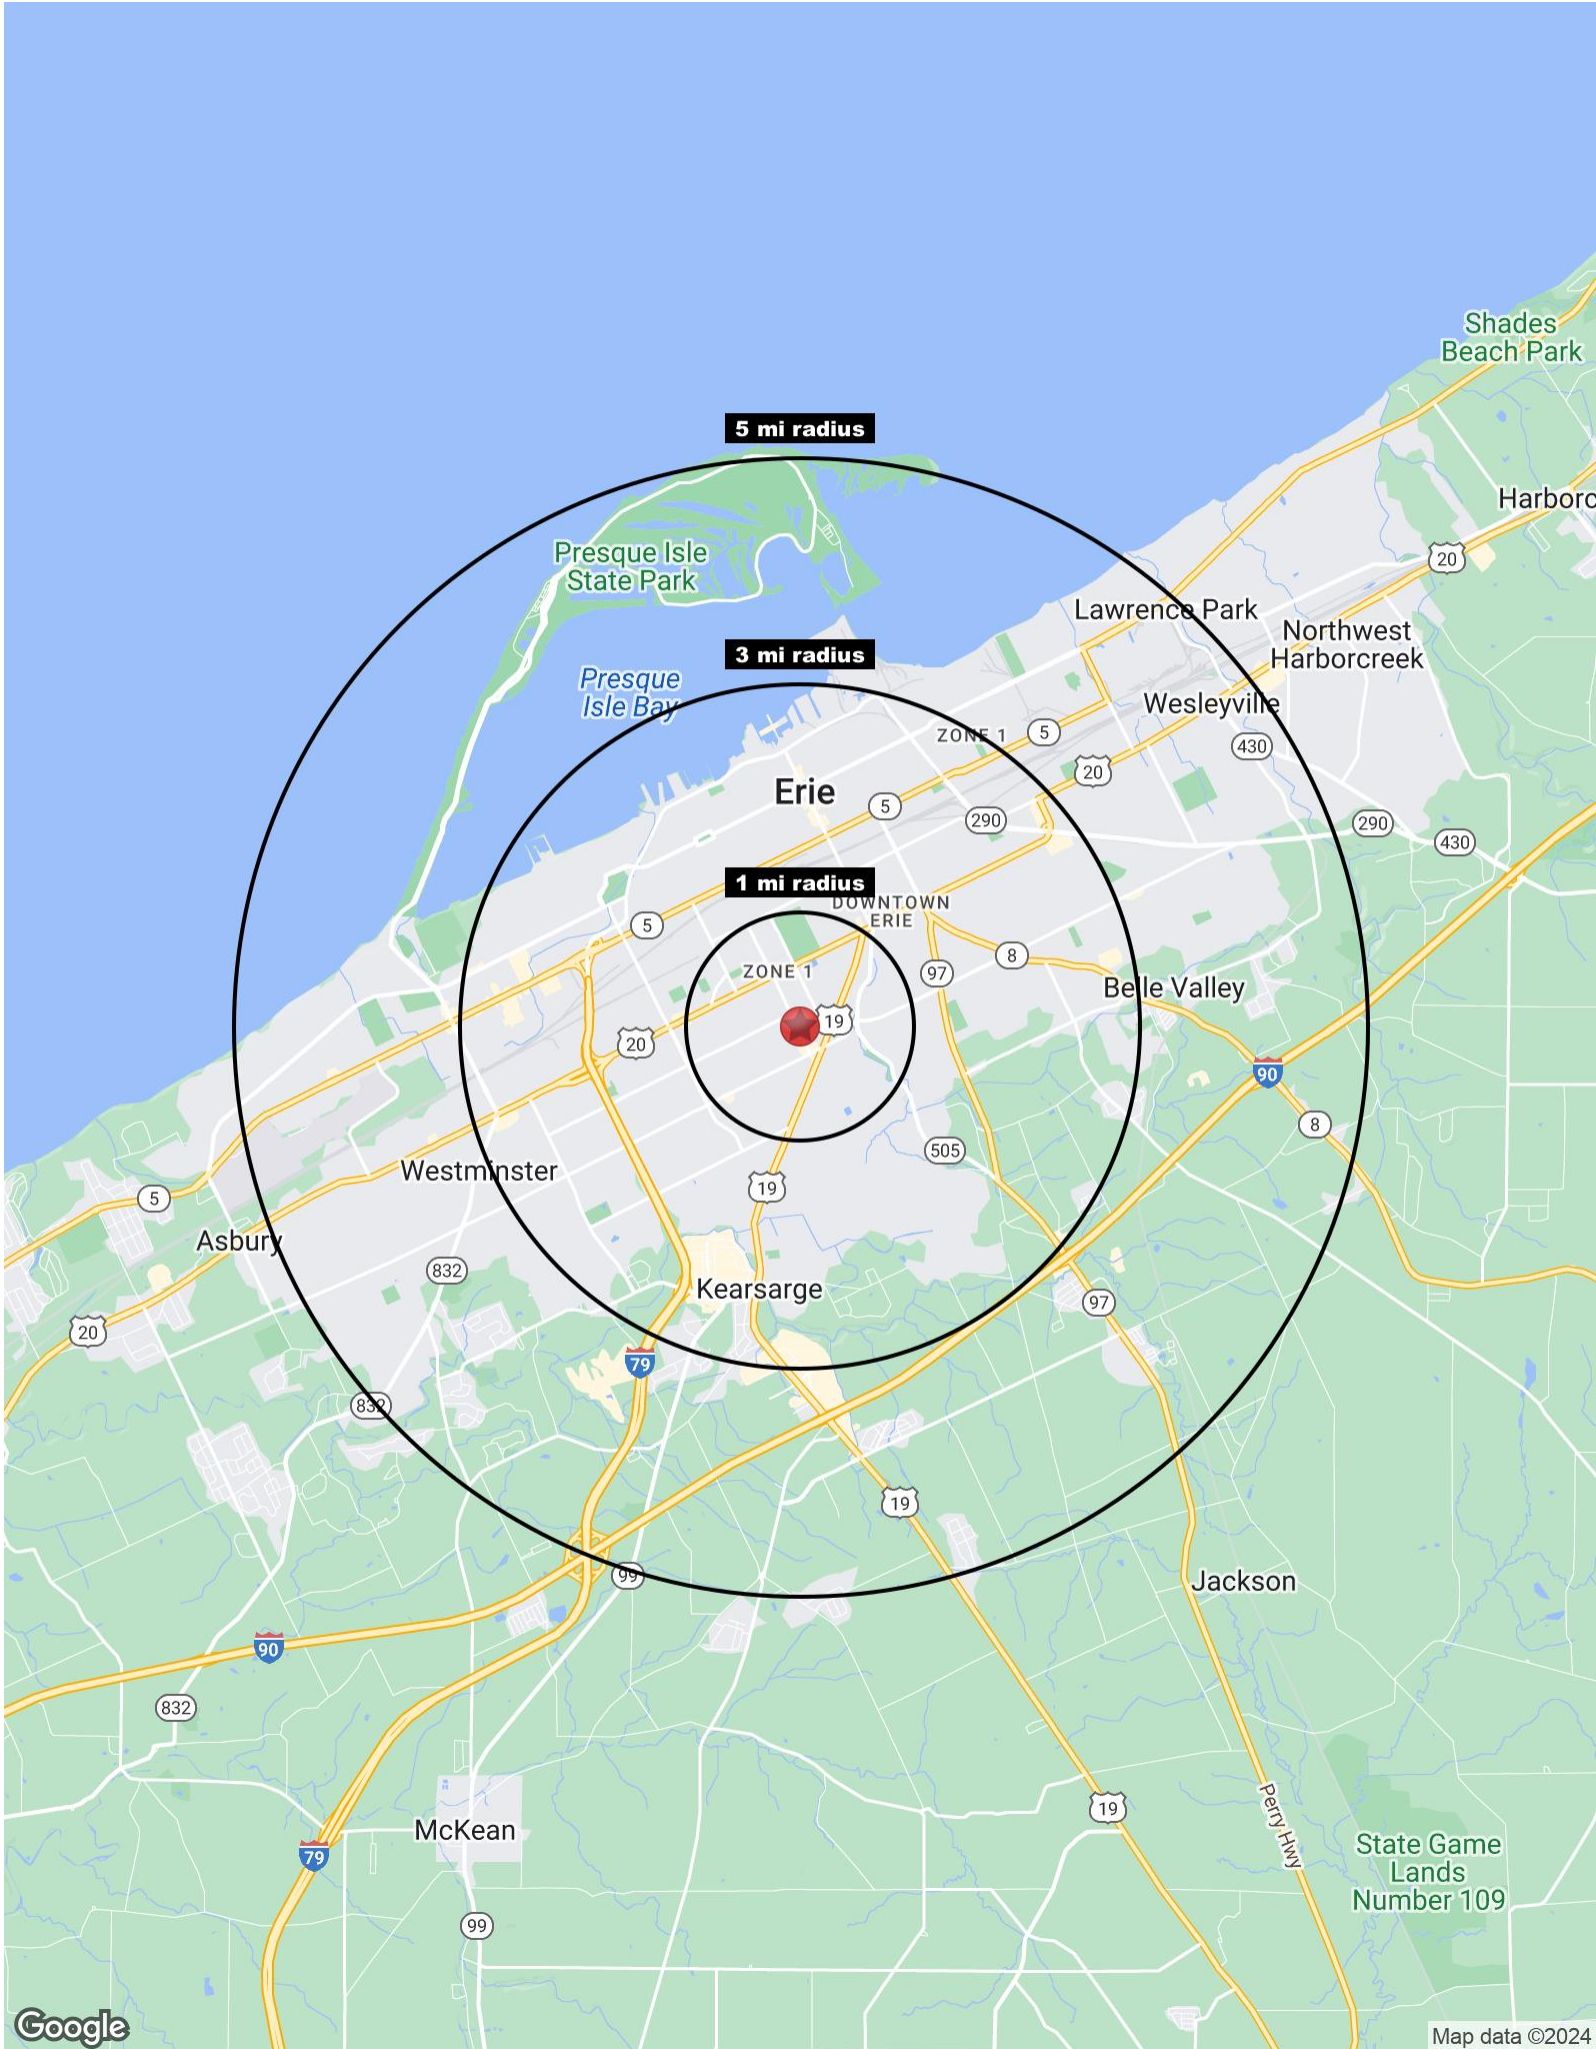 Shades
Beach Park
5 mi radius
Harborc
Presque Isle
State Park
20
Lawrence Park
Northwest
Harborcreek
3 mi radius
Presque
Isle Bay
Wesleyville
ZONE 1
5
430
20
Erie
5
290
290
430
1 mi radius
DOWNTOWN
ERIE
5
8
ZONE 1
97
Belle Valley
19
20
90
8
505
Westminster
19
5
Asbury
832
Kearsarge
97
20
79
832
19
99
Jackson
90
832
Perry Hwy
19
McKean
79
State Game
Lands
Number 109
99
Google
Map data ©2024